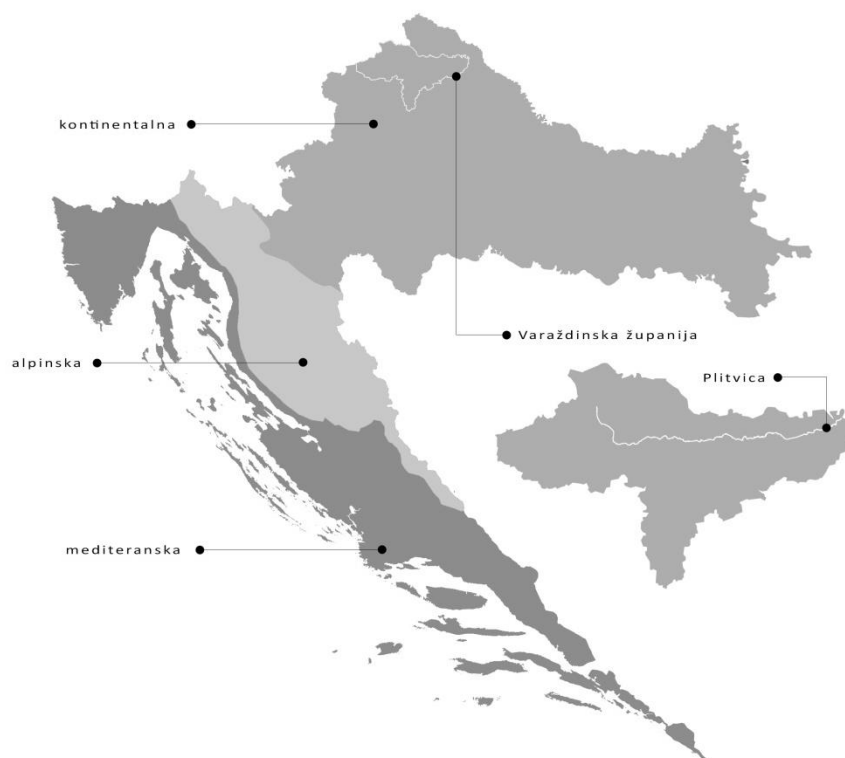 kontinentalna
Varaždinska županija
alpinska
Plitvica
mediteranska